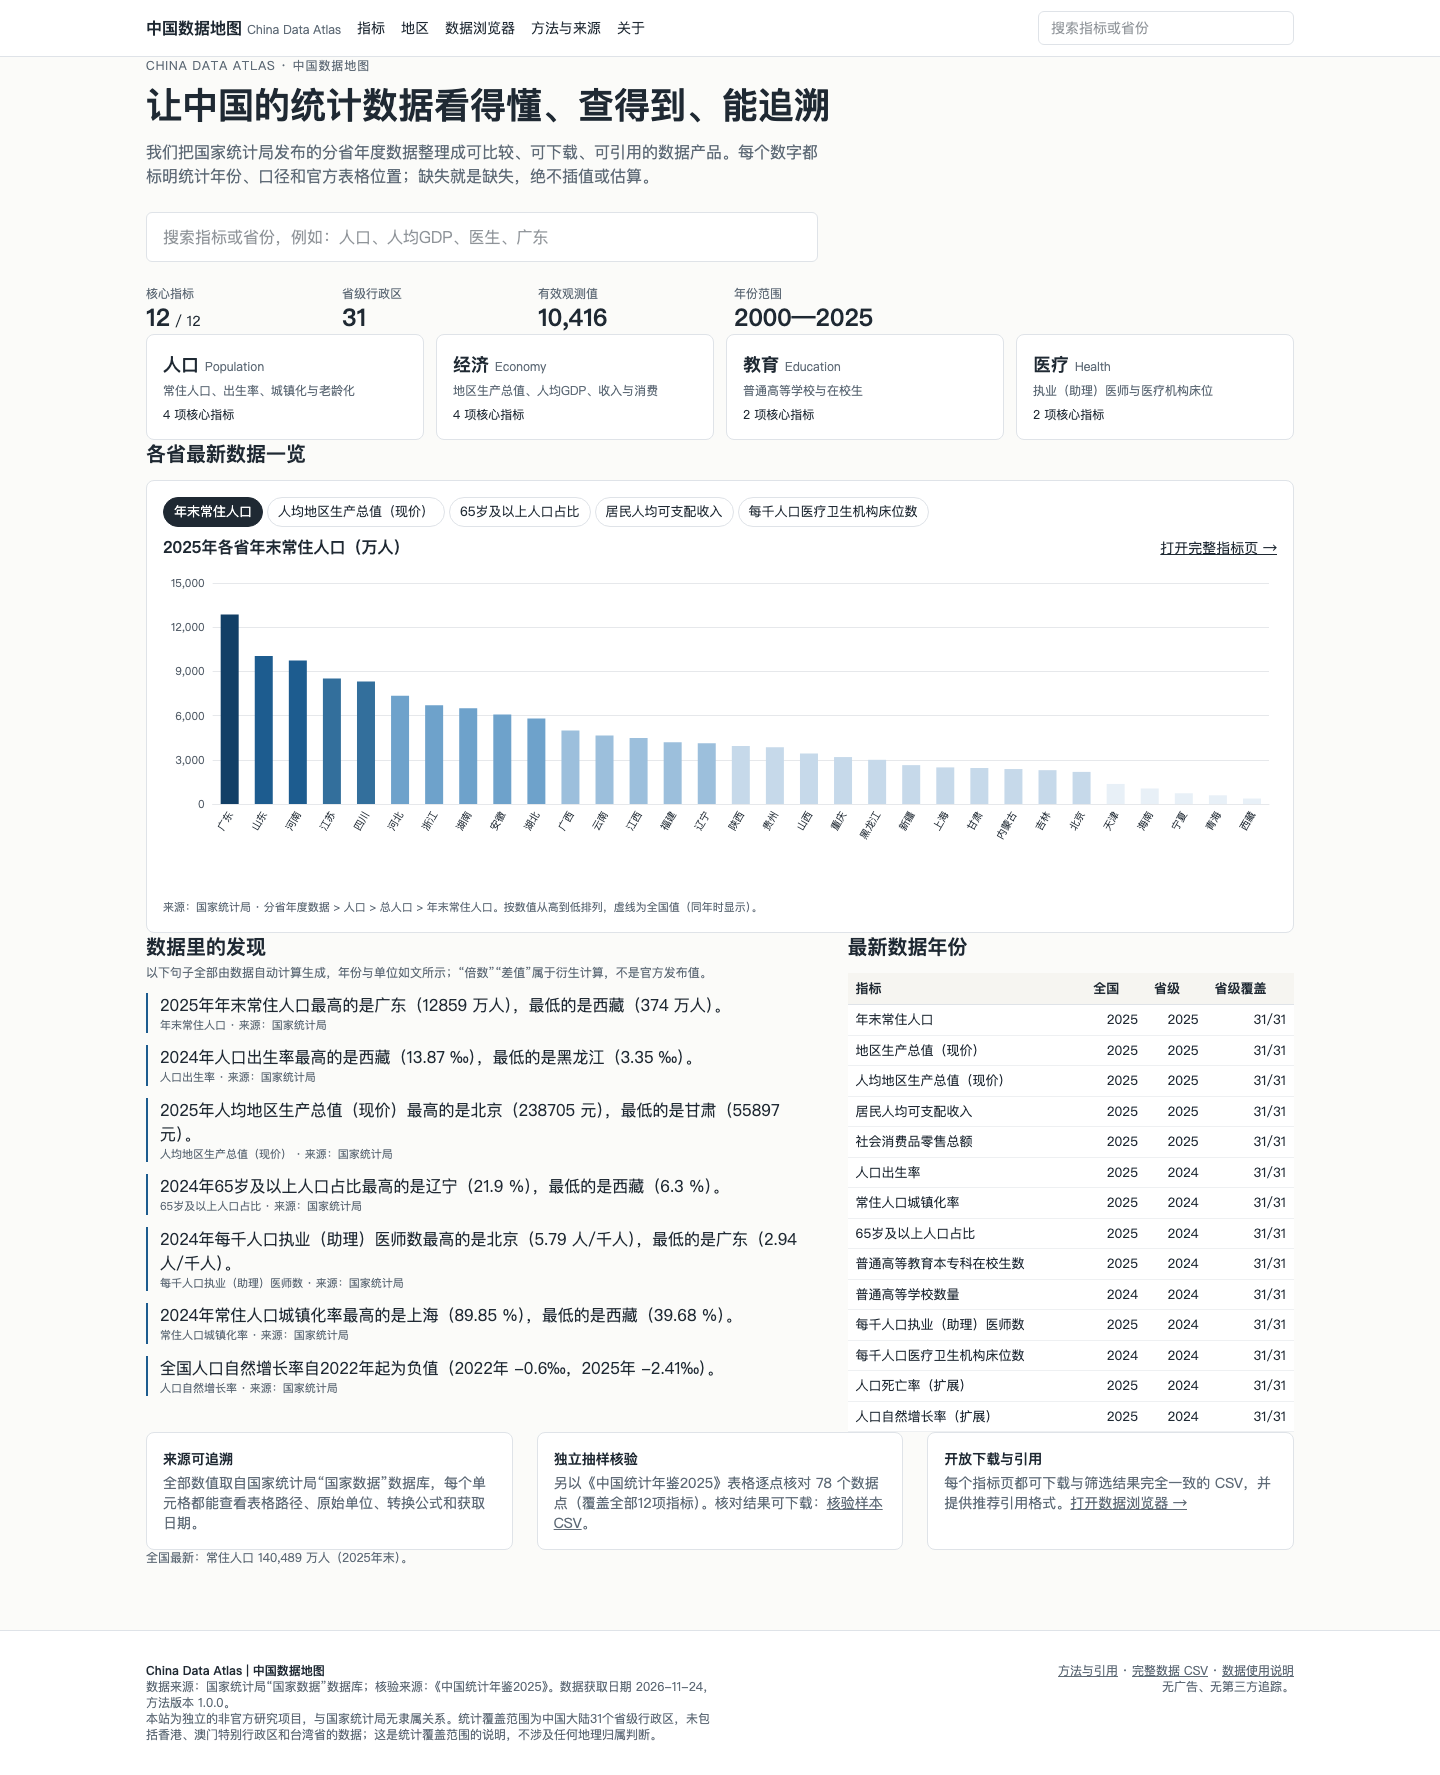 中国数据地图 China Data Atlas 指标 地区 数据浏览器 方法与来源 关于 搜索指标或省份
CHINA DATA ATLAS · 中国数据地图
让中国的统计数据看得懂、查得到、能追溯
我们把国家统计局发布的分省年度数据整理成可比较、可下载、可引用的数据产品。每个数字都
标明统计年份、口径和官方表格位置；缺失就是缺失，绝不插值或估算。
搜索指标或省份，例如：人口、人均GDP、医生、广东
核心指标 省级行政区 有效观测值 年份范围
12 / 12 31 10,416 2000—2025
人口 Population 经济 Economy 教育 Education 医疗 Health
常住人口、出生率、城镇化与老龄化 地区生产总值、人均GDP、收入与消费 普通高等学校与在校生 执业（助理）医师与医疗机构床位
4 项核心指标 4 项核心指标 2 项核心指标 2 项核心指标
各省最新数据一览
年末常住人口 人均地区生产总值（现价） 65岁及以上人口占比 居民人均可支配收入 每千人口医疗卫生机构床位数
2025年各省年末常住人口（万人） 打开完整指标页 →
15,000
12,000
9,000
6,000
3,000
0
广东 山东 河南 江苏 四川 河北 浙江 湖南 安徽 湖北 广西 云南 江西 福建 辽宁 陕西 贵州 山西 重庆 黑龙江 新疆 上海 甘肃 内蒙古 吉林 北京 天津 海南 宁夏 青海 西藏
来源：国家统计局 · 分省年度数据 > 人口 > 总人口 > 年末常住人口。按数值从高到低排列，虚线为全国值（同年时显示）。
数据里的发现
以下句子全部由数据自动计算生成，年份与单位如文所示；“倍数”“差值”属于衍生计算，不是官方发布值。
2025年年末常住人口最高的是广东（12859 万人），最低的是西藏（374 万人）。
年末常住人口 · 来源：国家统计局
2024年人口出生率最高的是西藏（13.87 ‰），最低的是黑龙江（3.35 ‰）。
人口出生率 · 来源：国家统计局
2025年人均地区生产总值（现价）最高的是北京（238705 元），最低的是甘肃（55897
元）。
人均地区生产总值（现价） · 来源：国家统计局
2024年65岁及以上人口占比最高的是辽宁（21.9 %），最低的是西藏（6.3 %）。
65岁及以上人口占比 · 来源：国家统计局
2024年每千人口执业（助理）医师数最高的是北京（5.79 人/千人），最低的是广东（2.94
人/千人）。
每千人口执业（助理）医师数 · 来源：国家统计局
2024年常住人口城镇化率最高的是上海（89.85 %），最低的是西藏（39.68 %）。
常住人口城镇化率 · 来源：国家统计局
全国人口自然增长率自2022年起为负值（2022年 −0.6‰，2025年 −2.41‰）。
人口自然增长率 · 来源：国家统计局
最新数据年份
指标 全国 省级 省级覆盖
年末常住人口 2025 2025 31/31
地区生产总值（现价） 2025 2025 31/31
人均地区生产总值（现价） 2025 2025 31/31
居民人均可支配收入 2025 2025 31/31
社会消费品零售总额 2025 2025 31/31
人口出生率 2025 2024 31/31
常住人口城镇化率 2025 2024 31/31
65岁及以上人口占比 2025 2024 31/31
普通高等教育本专科在校生数 2025 2024 31/31
普通高等学校数量 2024 2024 31/31
每千人口执业（助理）医师数 2025 2024 31/31
每千人口医疗卫生机构床位数 2024 2024 31/31
人口死亡率（扩展） 2025 2024 31/31
人口自然增长率（扩展） 2025 2024 31/31
来源可追溯
全部数值取自国家统计局“国家数据”数据库，每个单
元格都能查看表格路径、原始单位、转换公式和获取
日期。
独立抽样核验
另以《中国统计年鉴2025》表格逐点核对 78 个数据
点（覆盖全部12项指标）。核对结果可下载：核验样本
CSV。
开放下载与引用
每个指标页都可下载与筛选结果完全一致的 CSV，并
提供推荐引用格式。打开数据浏览器 →
全国最新：常住人口 140,489 万人（2025年末）。
China Data Atlas | 中国数据地图
数据来源：国家统计局“国家数据”数据库；核验来源：《中国统计年鉴2025》。数据获取日期 2026-11-24，
方法版本 1.0.0。
本站为独立的非官方研究项目，与国家统计局无隶属关系。统计覆盖范围为中国大陆31个省级行政区，未包
括香港、澳门特别行政区和台湾省的数据；这是统计覆盖范围的说明，不涉及任何地理归属判断。
方法与引用 · 完整数据 CSV · 数据使用说明
无广告、无第三方追踪。